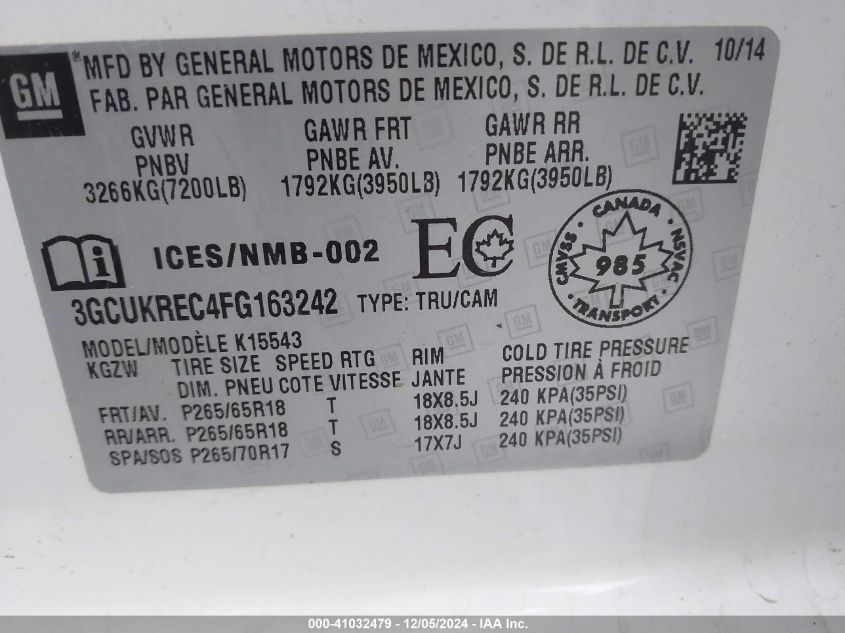 GM
® MFD BY GENERAL MOTORS DE MEXICO, S. DE R.L. DE C.V. 10/14
FAB. PAR GENERAL MOTORS DE MEXICO, S. DE R.L. DE C.V.
GVWR GAWR FRT GAWR RR
PNBV PNBE AV. PNBE ARR.
3266KG(7200LB) 1792KG(3950LB) 1792KG(3950LB)
i ICES/NMB-002 EC
CANADA
CMVSS 985 NSVAC
TRANSPORT
3GCUKREC4FG163242 TYPE: TRU/CAM
MODEL/MODÈLE K15543
KGZW TIRE SIZE SPEED RTG RIM COLD TIRE PRESSURE
DIM. PNEU COTE VITESSE JANTE PRESSION À FROID
FRT/AV. P265/65R18 T 18X8.5J 240 KPA(35PSI)
RR/ARR. P265/65R18 T 18X8.5J 240 KPA(35PSI)
SPA/SOS P265/70R17 S 17X7J 240 KPA(35PSI)
000-41032479 - 12/05/2024 - IAA Inc.